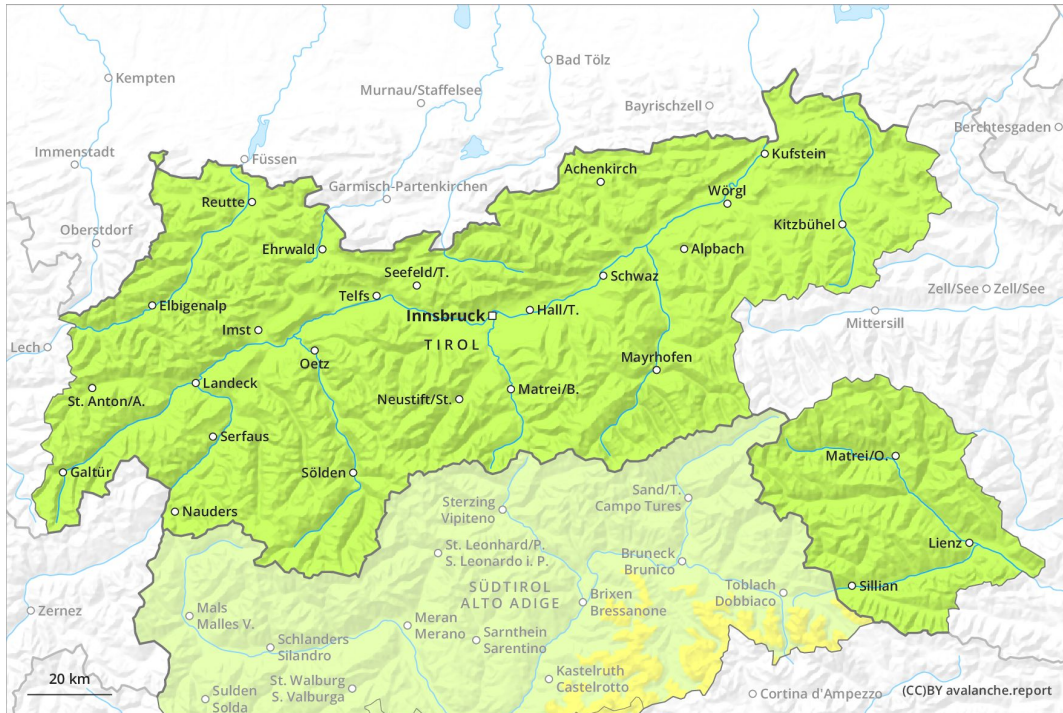 Kempten
Bad Tölz
Murnau/Staffelsee
Bayrischzell
Berchtesgaden
Immenstadt
Füssen
Kufstein
Achenkirch
Garmisch-Partenkirchen
Wörgl
Reutte
Oberstdorf
Kitzbühel
Ehrwald
Alpbach
Seefeld/T.
Schwaz
Zell/See
Zell/See
Telfs
Elbigenalp
Innsbruck
Hall/T.
Mittersill
Imst
TIROL
Lech
Oetz
Mayrhofen
Landeck
Matrei/B.
St. Anton/A.
Neustift/St.
Serfaus
Matrei/O.
Galtür
Sölden
Sand/T.
Campo Tures
Sterzing
Vipiteno
Nauders
Lienz
St. Leonhard/P.
S. Leonardo i. P.
Bruneck
Brunico
Sillian
SÜDTIROL
ALTO ADIGE
Toblach
Dobbiaco
Brixen
Bressanone
Zernez
Mals
Malles V.
Meran
Merano
Sarnthein
Sarentino
Schlanders
Silandro
Kastelruth
Castelrotto
20 km
St. Walburg
S. Valburga
Sulden
Solda
Cortina d'Ampezzo
(CC)BY avalanche.report